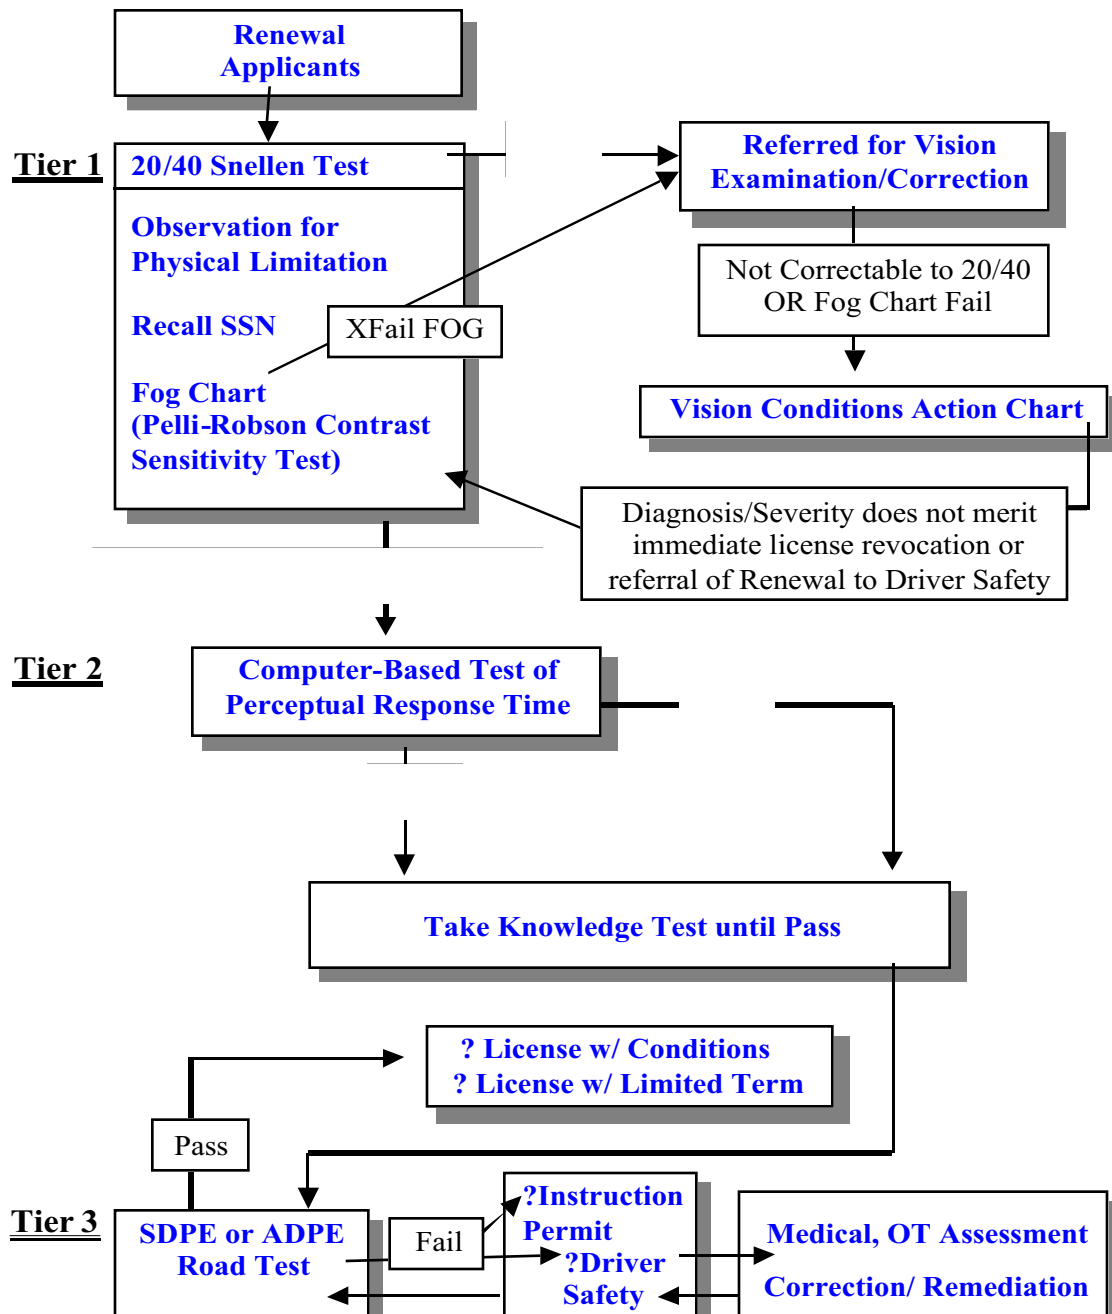 Renewal
Applicants
Tier 1
20/40 Snellen Test
Observation for
Physical Limitation
Recall SSN
XFail FOG
Fog Chart
(Pelli-Robson Contrast
Sensitivity Test)
Referred for Vision
Examination/Correction
Not Correctable to 20/40
OR Fog Chart Fail
Vision Conditions Action Chart
Diagnosis/Severity does not merit
immediate license revocation or
referral of Renewal to Driver Safety
Tier 2
Computer-Based Test of
Perceptual Response Time
Take Knowledge Test until Pass
? License w/ Conditions
? License w/ Limited Term
Pass
Tier 3
SDPE or ADPE
Road Test
Fail
?Instruction
Permit
?Driver
Safety
Medical, OT Assessment
Correction/ Remediation